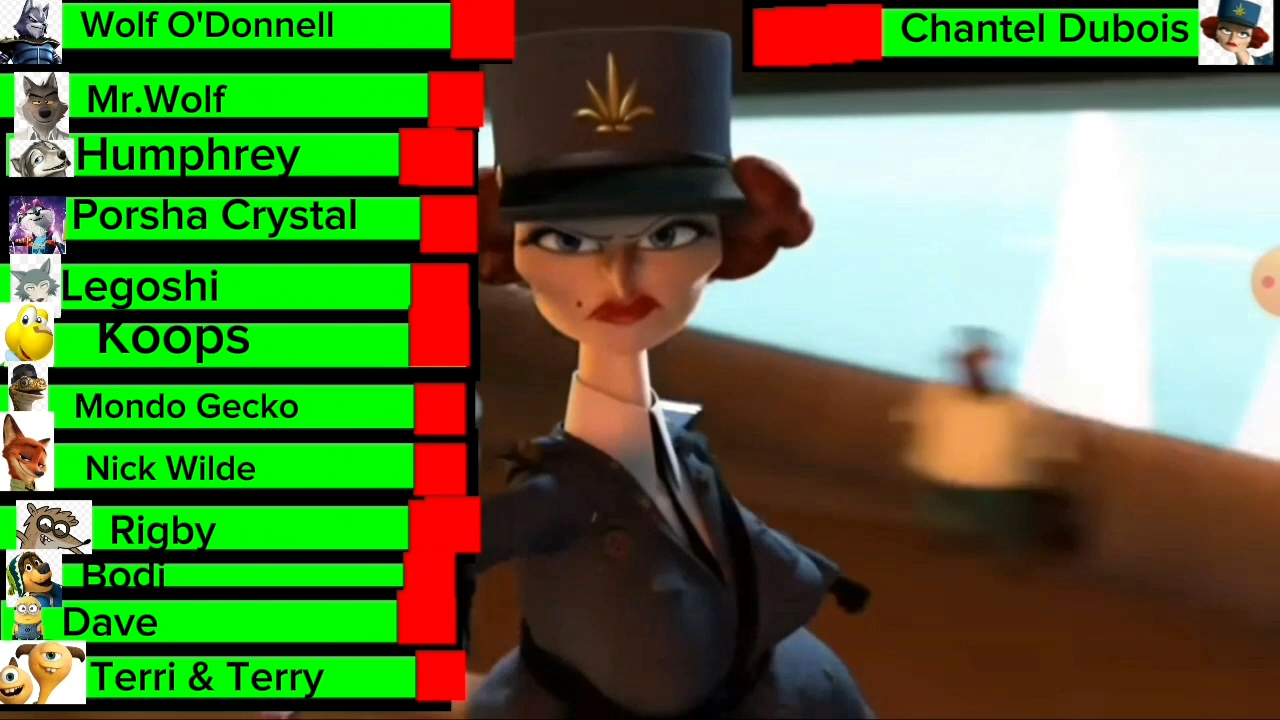 Wolf O'Donnell
Chantel Dubois
Mr.Wolf
Humphrey
Porsha Crystal
Legoshi
Koops
Mondo Gecko
Nick Wilde
Rigby
Bodi
Dave
Terri & Terry